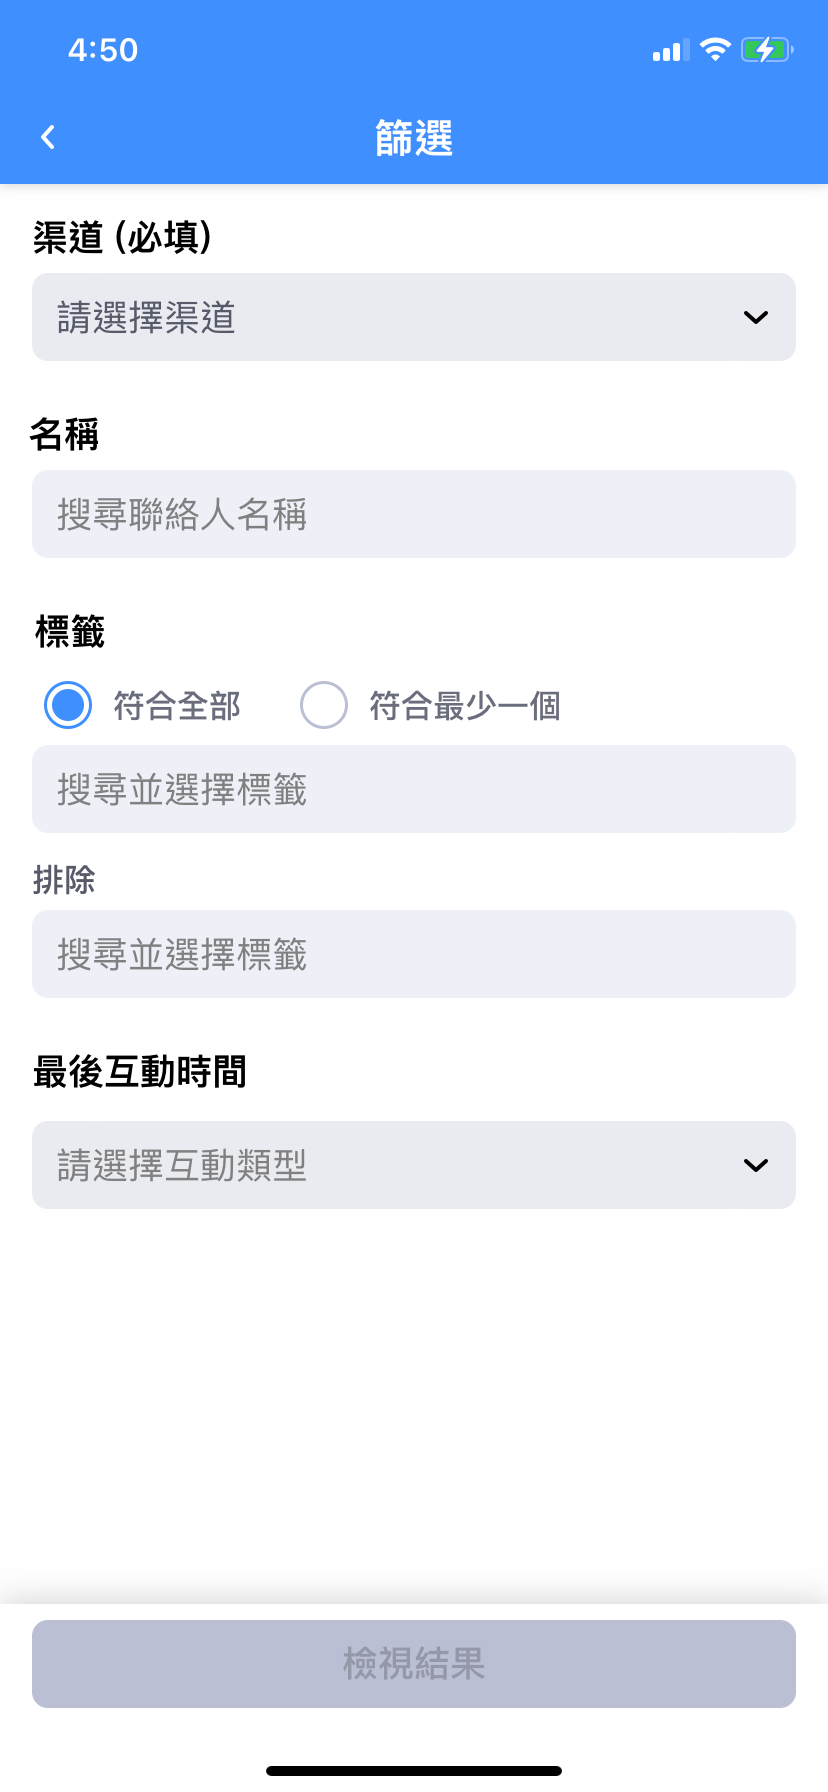 4:50
篩選
渠道 (必填)
請選擇渠道
名稱
搜尋聯絡人名稱
標籤
符合全部
符合最少一個
搜尋並選擇標籤
排除
搜尋並選擇標籤
最後互動時間
請選擇互動類型
檢視結果